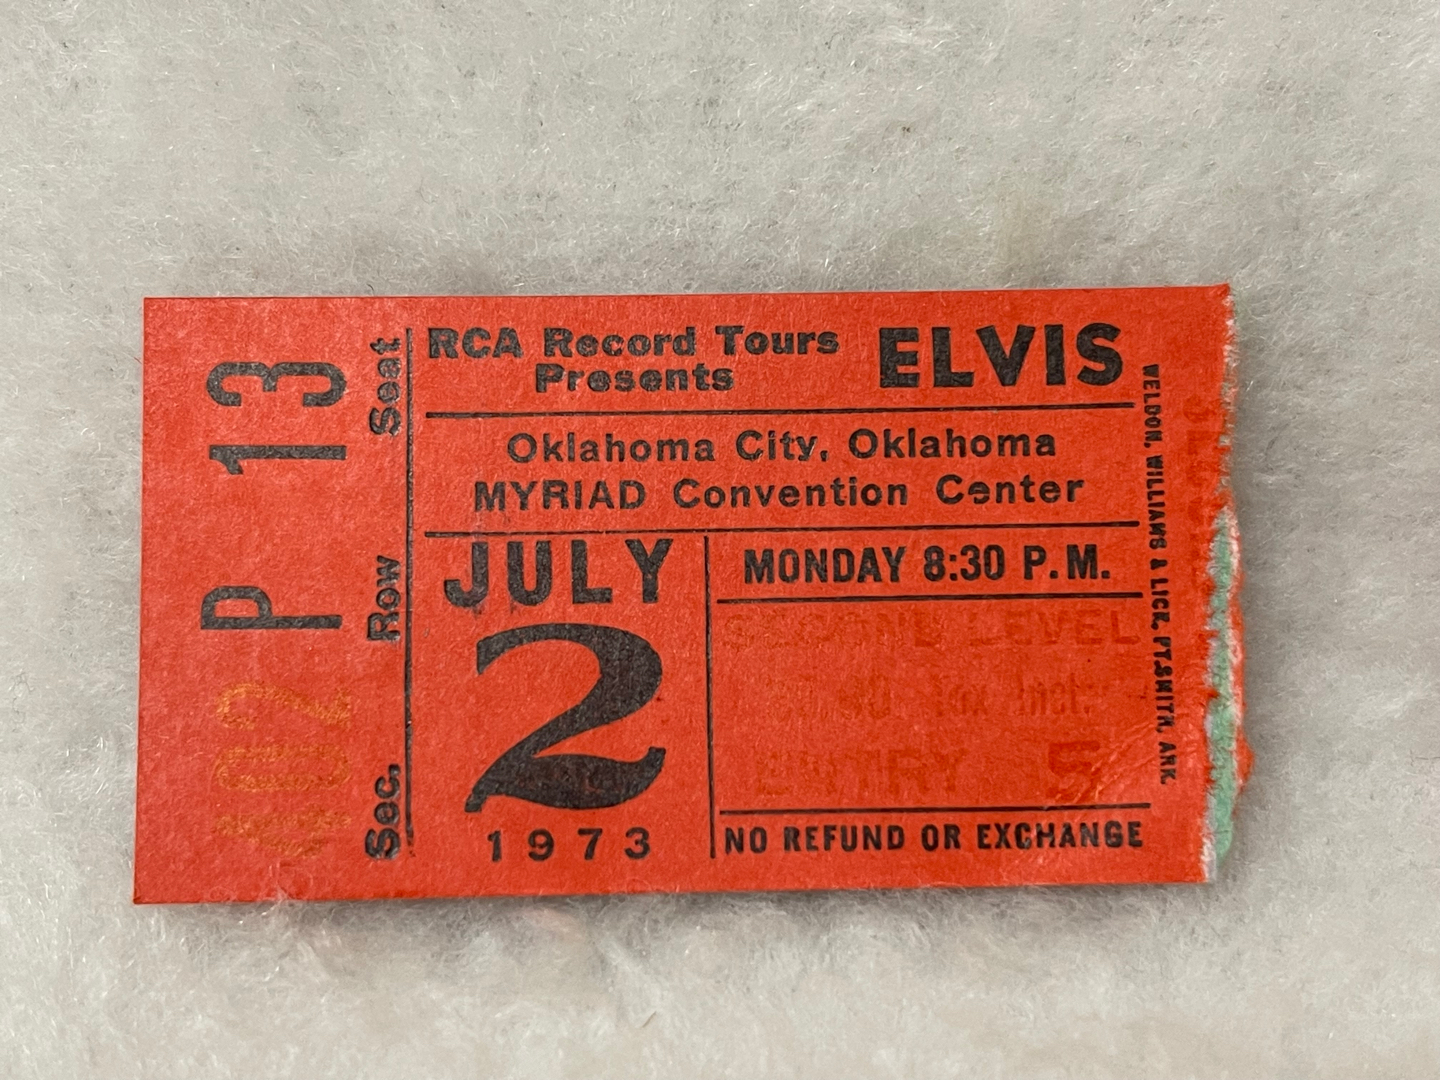 RCA Record Tours
Presents
ELVIS
Oklahoma City, Oklahoma
MYRIAD Convention Center
JULY
2
1973
MONDAY 8:30 P.M.
SECOND LEVEL
Tax
ENTRY 5
NO REFUND OR EXCHANGE
13 Seat
P Row
02 Sec.
WELDON, WILLIAMS & LICK, FT.SMITH, ARK.